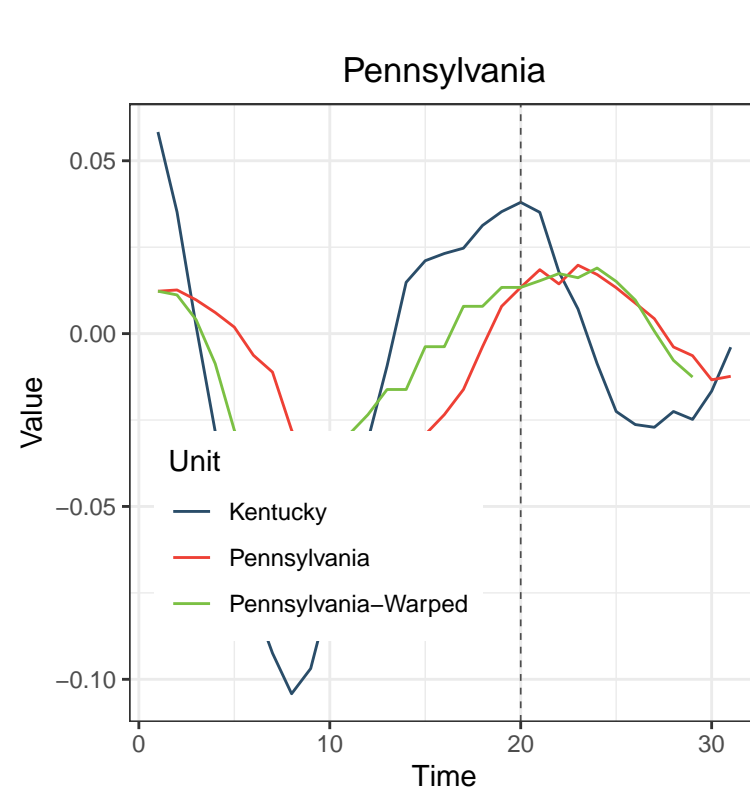 Pennsylvania
0.05
0.00
−0.05
−0.10
Value
Unit
Kentucky
Pennsylvania
Pennsylvania−Warped
0 10 20 30
Time